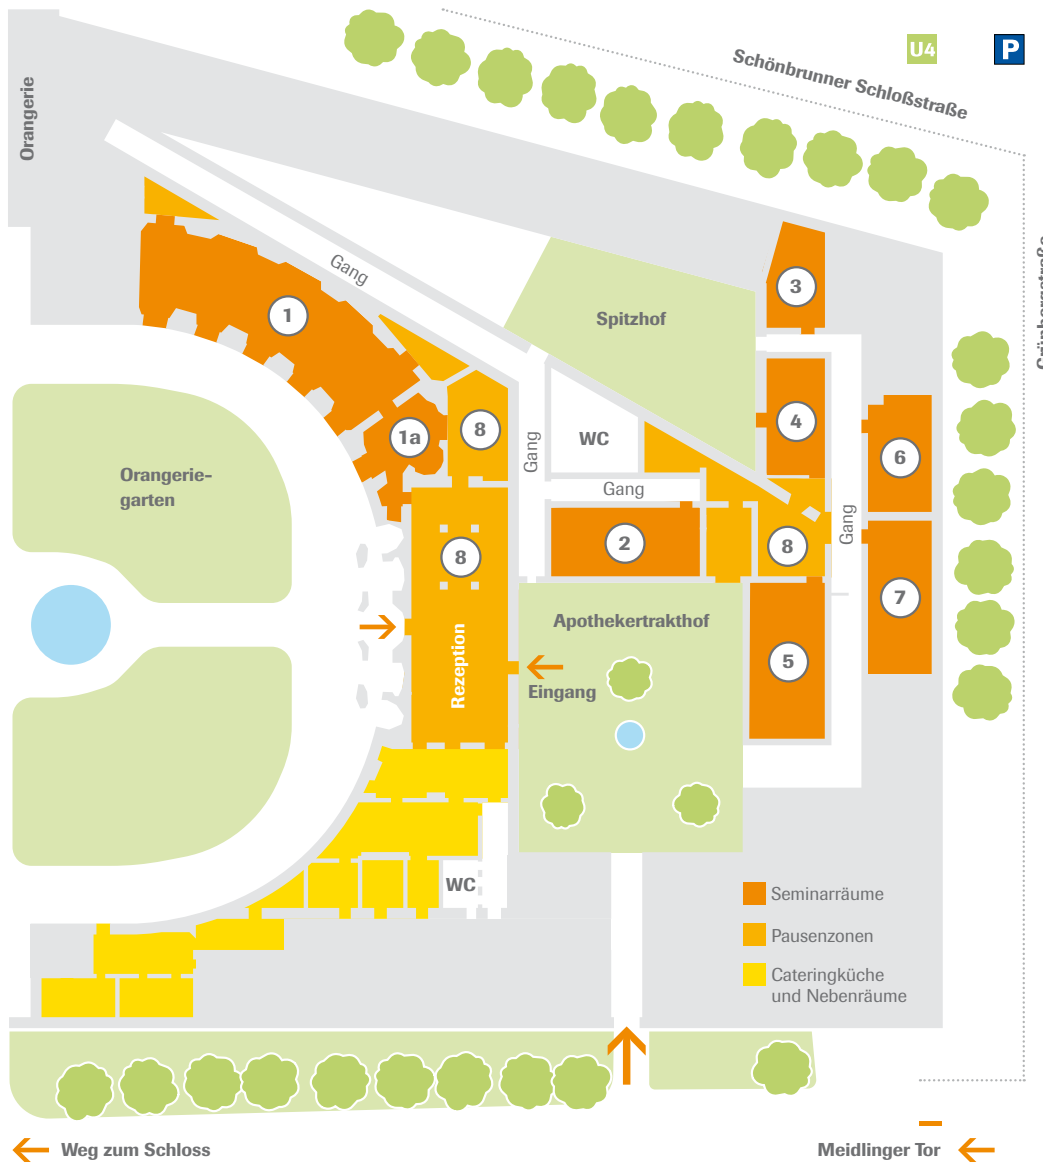 U4
P
Schönbrunner Schloßstraße
Orangerie
Gang
3
Spitzhof
1
4
1a
8
Gang
WC
6
Orangerie-
garten
Gang
Gang
2
8
8
7
Apothekertrakthof
5
Rezeption
Eingang
WC
Seminarräume
Pausenzonen
Cateringküche
und Nebenräume
Weg zum Schloss
Meidlinger Tor